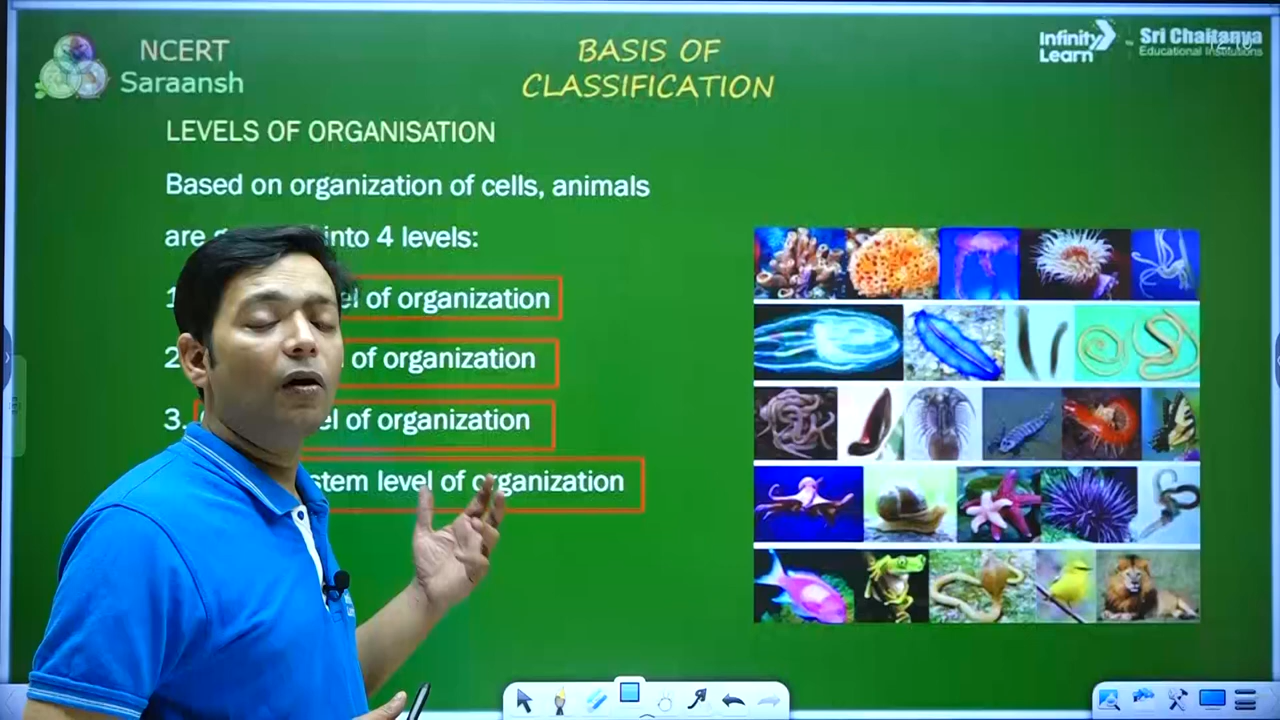 NCERT
Saraansh
BASIS OF
CLASSIFICATION
Infinity
Learn
Sri Chaitanya
Educational Institutions
LEVELS OF ORGANISATION
Based on organization of cells, animals
are into 4 levels:
of organization
2 of organization
3. of organization
level of organization